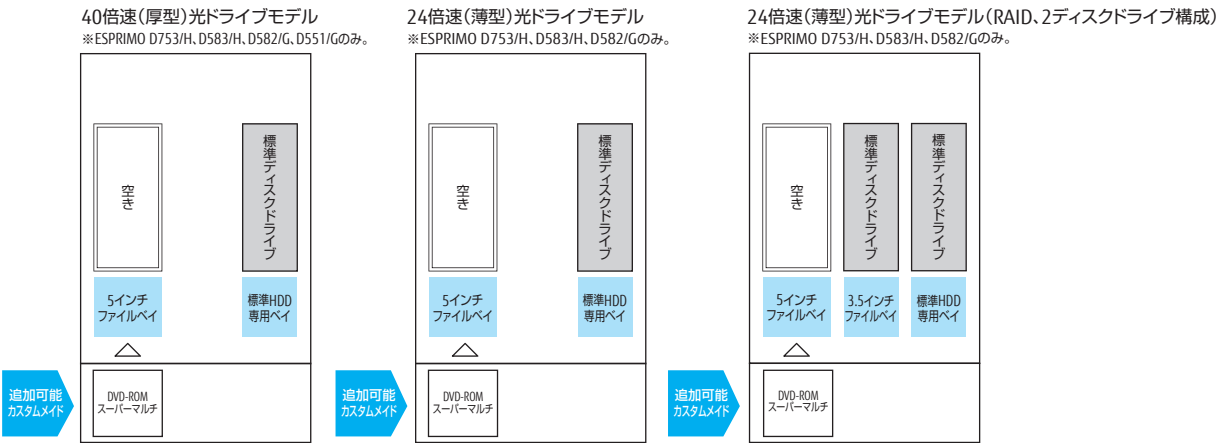 40倍速（厚型）光ドライブモデル
※ESPRIMO D753/H、D583/H、D582/G、D551/Gのみ。
空き
標準ディスクドライブ
5インチ
ファイルベイ
標準HDD
専用ベイ
追加可能
カスタムメイド
DVD-ROM
スーパーマルチ
24倍速（薄型）光ドライブモデル
※ESPRIMO D753/H、D583/H、D582/Gのみ。
空き
標準ディスクドライブ
5インチ
ファイルベイ
標準HDD
専用ベイ
追加可能
カスタムメイド
DVD-ROM
スーパーマルチ
24倍速（薄型）光ドライブモデル（RAID、2ディスクドライブ構成）
※ESPRIMO D753/H、D583/H、D582/Gのみ。
空き
標準ディスクドライブ
標準ディスクドライブ
5インチ
ファイルベイ
3.5インチ
ファイルベイ
標準HDD
専用ベイ
追加可能
カスタムメイド
DVD-ROM
スーパーマルチ